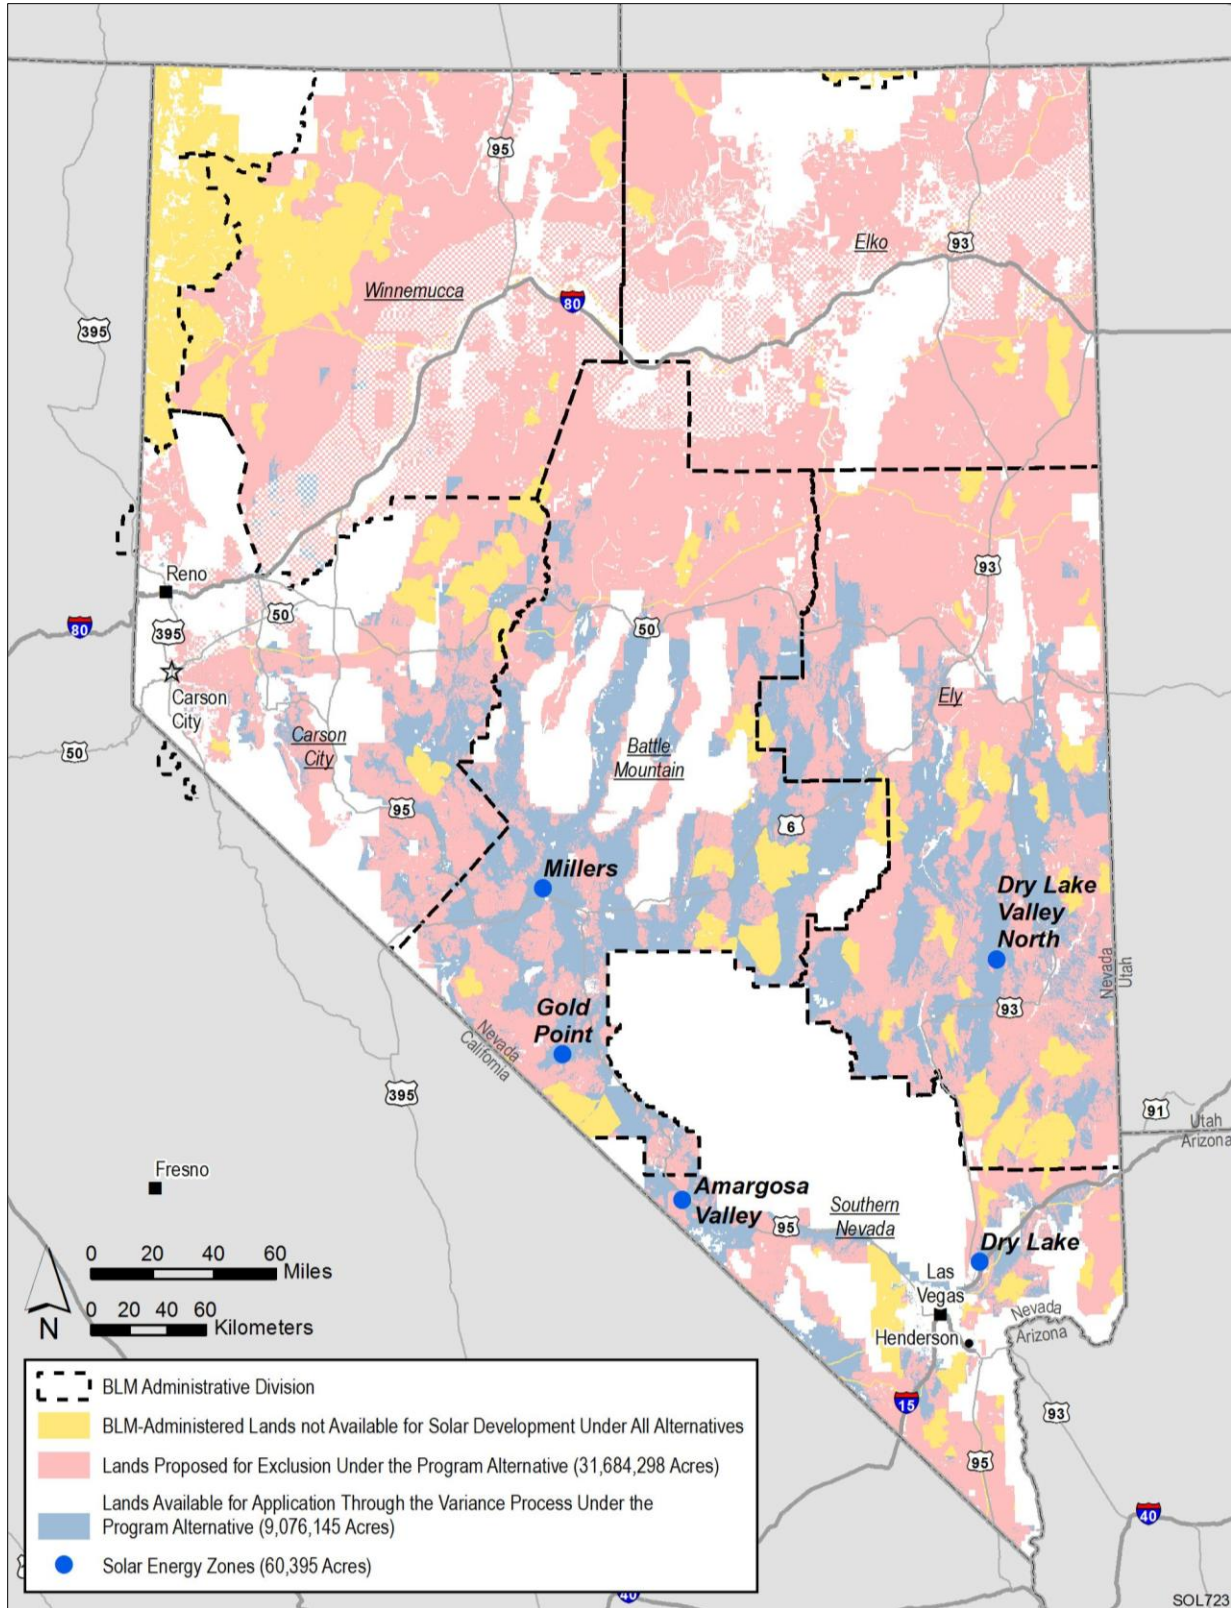 95
Elko
93
Winnemucca
80
395
93
Reno
80
395
50
50
Carson
City
Ely
Carson
City
Battle
Mountain
50
95
6
Millers
Dry Lake
Valley
North
Nevada
Utah
93
Gold
Point
Nevada
California
395
91
Utah
Arizona
Fresno
Amargosa
Valley
95
Southern
Nevada
Dry Lake
Las
Vegas
Nevada
Arizona
Henderson
0 20 40 60
Miles
0 20 40 60
Kilometers
N
15
93
95
40
BLM Administrative Division
BLM-Administered Lands not Available for Solar Development Under All Alternatives
Lands Proposed for Exclusion Under the Program Alternative (31,684,298 Acres)
Lands Available for Application Through the Variance Process Under the
Program Alternative (9,076,145 Acres)
Solar Energy Zones (60,395 Acres)
SOL723